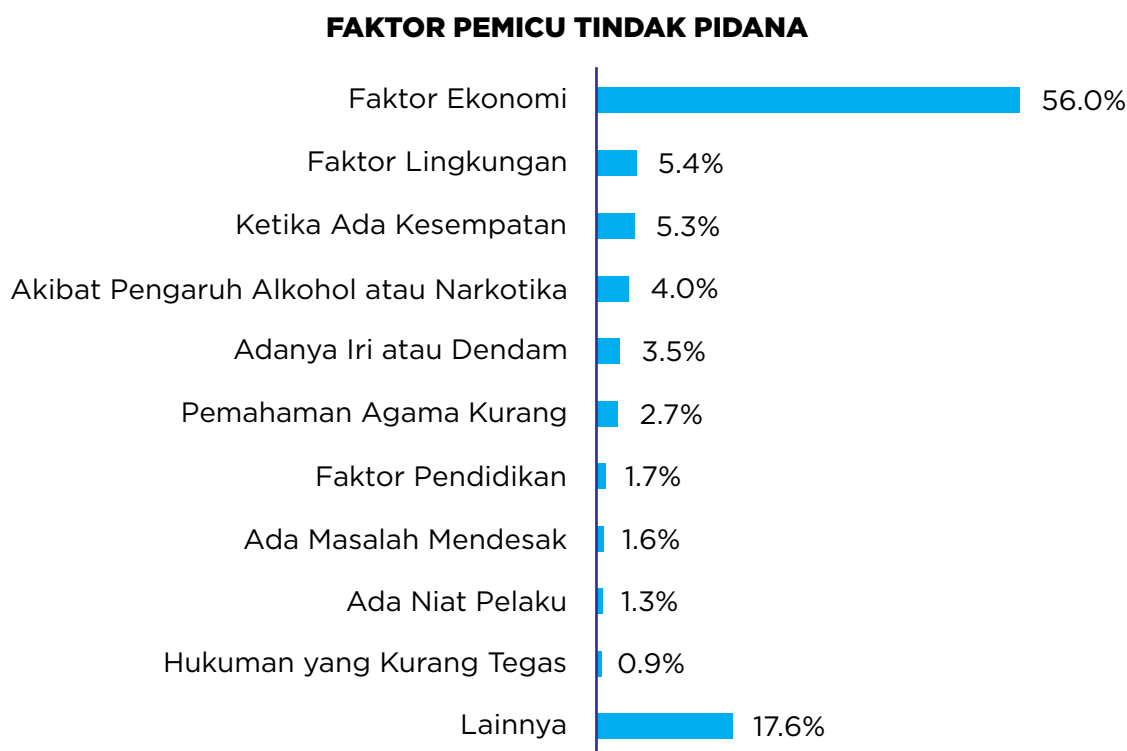 FAKTOR PEMICU TINDAK PIDANA
Faktor Ekonomi 56.0%
Faktor Lingkungan 5.4%
Ketika Ada Kesempatan 5.3%
Akibat Pengaruh Alkohol atau Narkotika 4.0%
Adanya Iri atau Dendam 3.5%
Pemahaman Agama Kurang 2.7%
Faktor Pendidikan 1.7%
Ada Masalah Mendesak 1.6%
Ada Niat Pelaku 1.3%
Hukuman yang Kurang Tegas 0.9%
Lainnya 17.6%